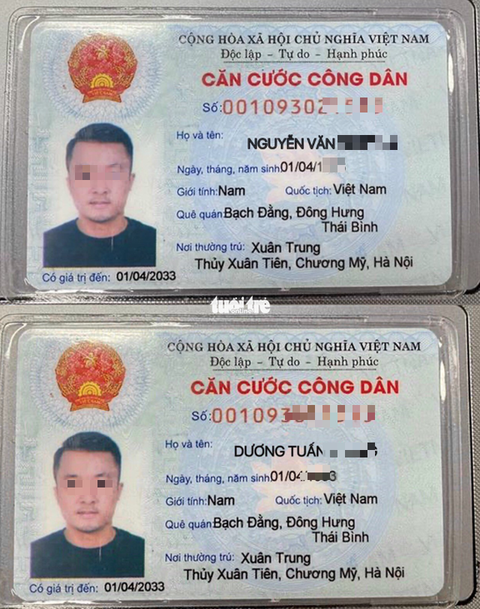 CỘNG HÒA XÃ HỘI CHỦ NGHĨA VIỆT NAM
Độc lập - Tự do - Hạnh phúc
CĂN CƯỚC CÔNG DÂN
Số:
Họ và tên:
NGUYỄN VĂN
Ngày, tháng, năm sinh 01/04/
Giới tính: Nam Quốc tịch: Việt Nam
Quê quán: Bạch Đằng, Đông Hưng
Thái Bình
Nơi thường trú: Xuân Trung
Thủy Xuân Tiên, Chương Mỹ, Hà Nội
Có giá trị đến: 01/04/2033
tuổi trẻ
CỘNG HÒA XÃ HỘI CHỦ NGHĨA VIỆT NAM
Độc lập - Tự do - Hạnh phúc
CĂN CƯỚC CÔNG DÂN
Số:
Họ và tên:
DƯƠNG TUẤN
Ngày, tháng, năm sinh
Giới tính: Nam Quốc tịch: Việt Nam
Quê quán: Bạch Đằng, Đông Hưng
Thái Bình
Nơi thường trú: Xuân Trung
Thủy Xuân Tiên, Chương Mỹ, Hà Nội
Có giá trị đến: 01/04/2033